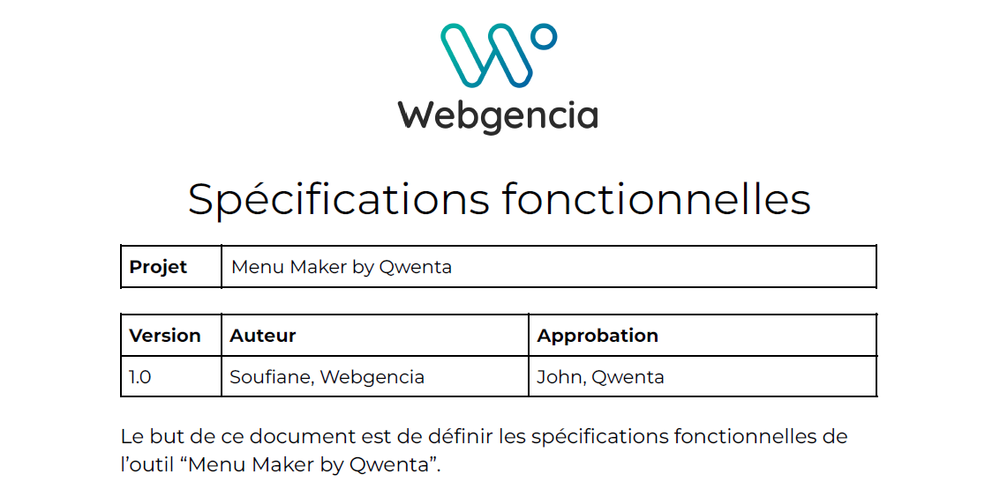 Webgencia
Spécifications fonctionnelles
Projet Menu Maker by Qwenta
Version Auteur Approbation
1.0 Soufiane, Webgencia John, Qwenta
Le but de ce document est de définir les spécifications fonctionnelles de
l’outil “Menu Maker by Qwenta”.